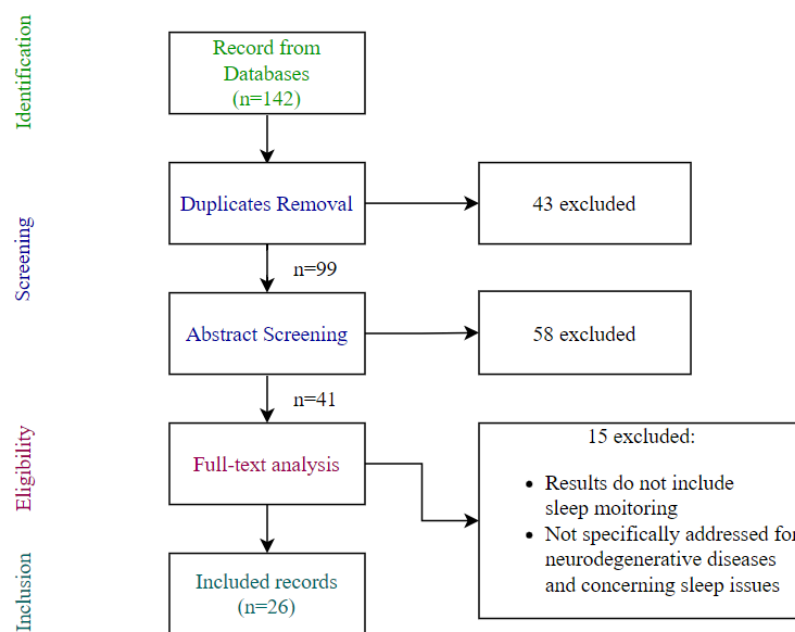 Identification
Record from
Databases
(n=142)
Screening
Duplicates Removal
43 excluded
n=99
Abstract Screening
58 excluded
n=41
Eligibility
Full-text analysis
15 excluded:
• Results do not include
sleep moitoring
• Not specifically addressed for
neurodegenerative diseases
and concerning sleep issues
Inclusion
Included records
(n=26)